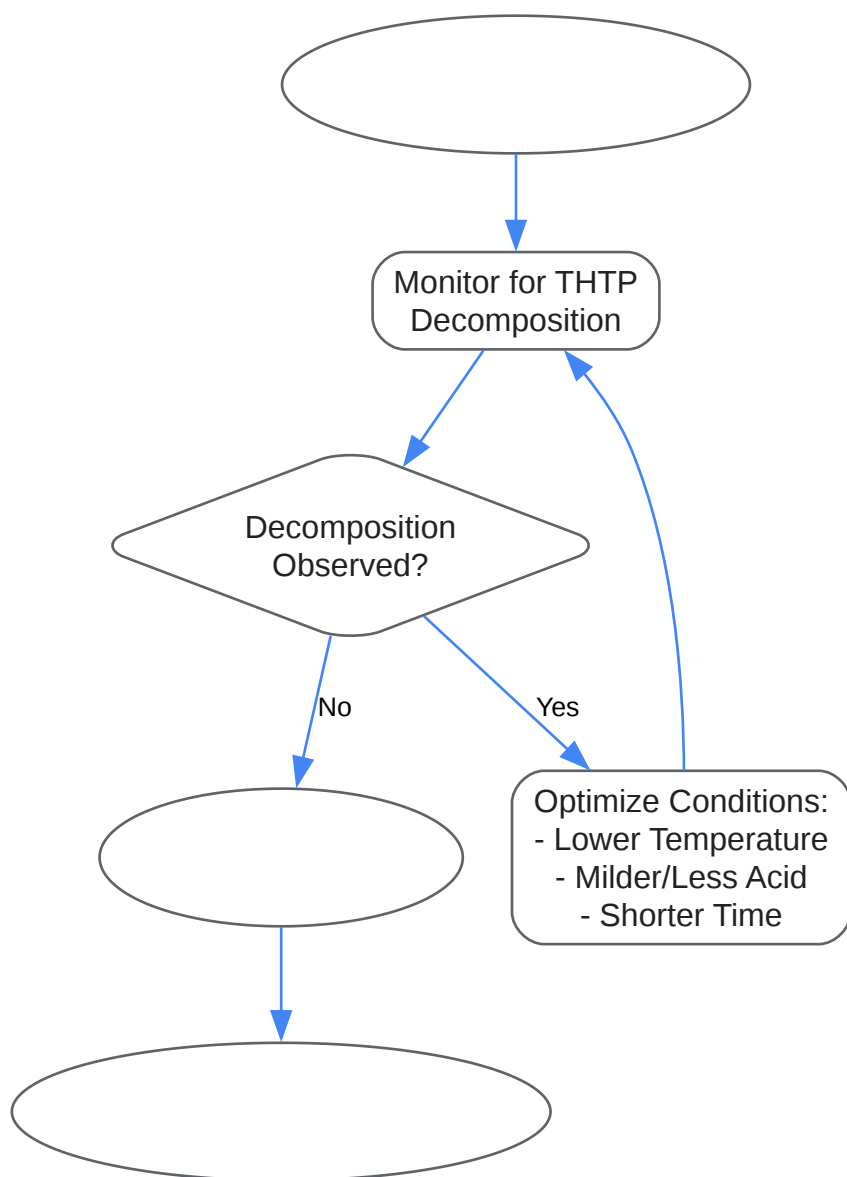 Monitor for THTP
Decomposition
Decomposition
Observed?
No
Yes
Optimize Conditions:
- Lower Temperature
- Milder/Less Acid
- Shorter Time